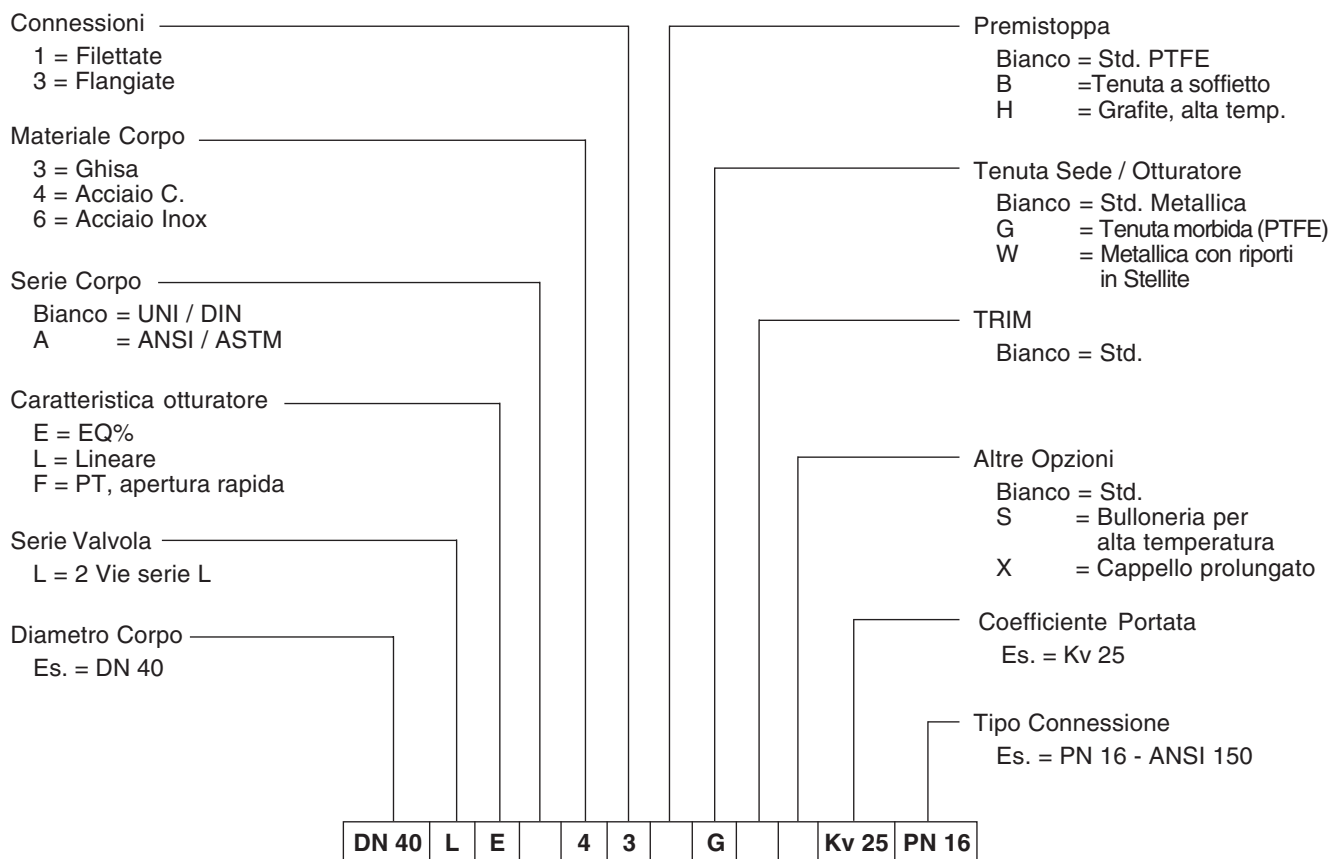 Connessioni
1 = Filettate
3 = Flangiate
Materiale Corpo
3 = Ghisa
4 = Acciaio C.
6 = Acciaio Inox
Serie Corpo
Bianco = UNI / DIN
A = ANSI / ASTM
Caratteristica otturatore
E = EQ%
L = Lineare
F = PT, apertura rapida
Serie Valvola
L = 2 Vie serie L
Diametro Corpo
Es. = DN 40
Premistoppa
Bianco = Std. PTFE
B =Tenuta a soffietto
H = Grafite, alta temp.
Tenuta Sede / Otturatore
Bianco = Std. Metallica
G = Tenuta morbida (PTFE)
W = Metallica con riporti
in Stellite
TRIM
Bianco = Std.
Altre Opzioni
Bianco = Std.
S = Bulloneria per
alta temperatura
X = Cappello prolungato
Coefficiente Portata
Es. = Kv 25
Tipo Connessione
Es. = PN 16 - ANSI 150
DN 40 L E 4 3 G Kv 25 PN 16